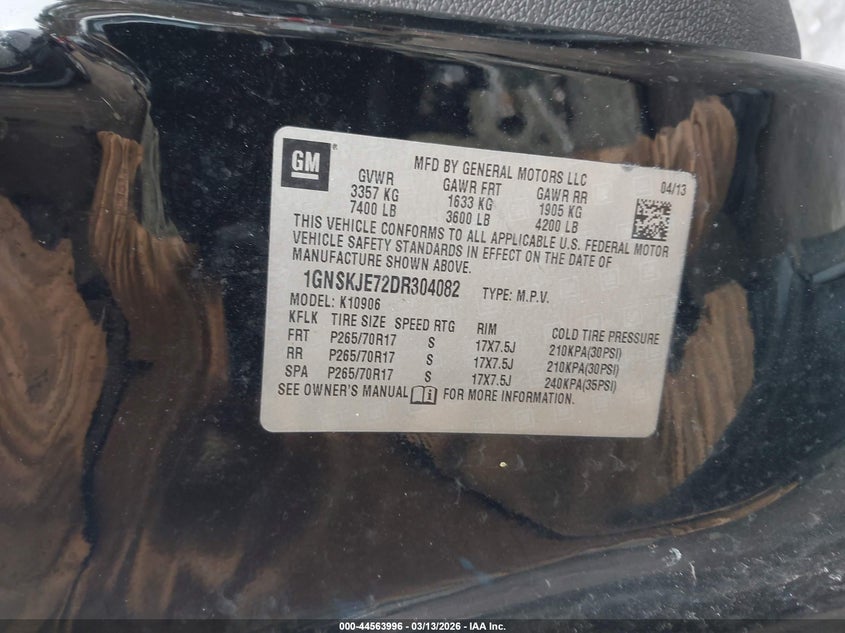 GM
MFD BY GENERAL MOTORS LLC
04/13
GVWR GAWR FRT GAWR RR
3357 KG 1633 KG 1905 KG
7400 LB 3600 LB 4200 LB
THIS VEHICLE CONFORMS TO ALL APPLICABLE U.S. FEDERAL MOTOR
VEHICLE SAFETY STANDARDS IN EFFECT ON THE DATE OF
MANUFACTURE SHOWN ABOVE.
1GNSKJE72DR304082 TYPE: M.P.V.
MODEL: K10906
KFLK TIRE SIZE SPEED RTG RIM COLD TIRE PRESSURE
FRT P265/70R17 S 17X7.5J 210KPA(30PSI)
RR P265/70R17 S 17X7.5J 210KPA(30PSI)
SPA P265/70R17 S 17X7.5J 240KPA(35PSI)
SEE OWNER'S MANUAL i FOR MORE INFORMATION.
000-44563996 - 03/13/2026 - IAA Inc.